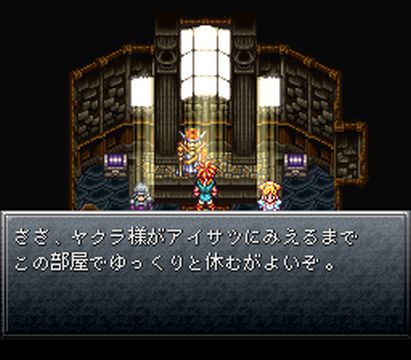 ささ、ヤクラ様がアイサツにみえるまで
この部屋でゆっくりと休むがよいぞ。